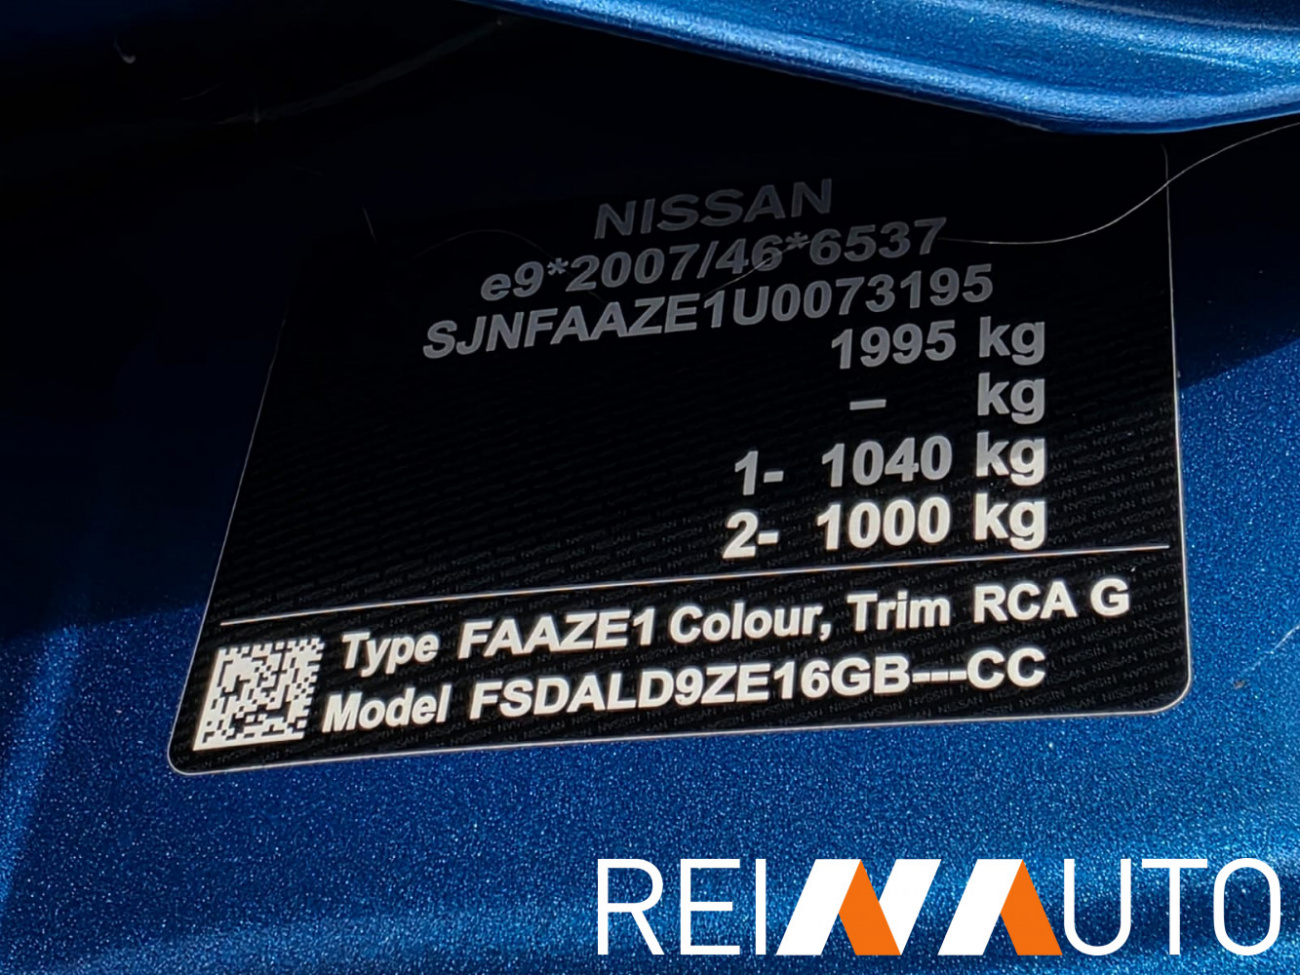 NISSAN
e9*2007/46*6537
SJNFAAZE1U0073195
1995 kg
– kg
1- 1040 kg
2- 1000 kg
Type FAAZE1 Colour, Trim RCA G
Model FSDALD9ZE16GB---CC
REINAUTO